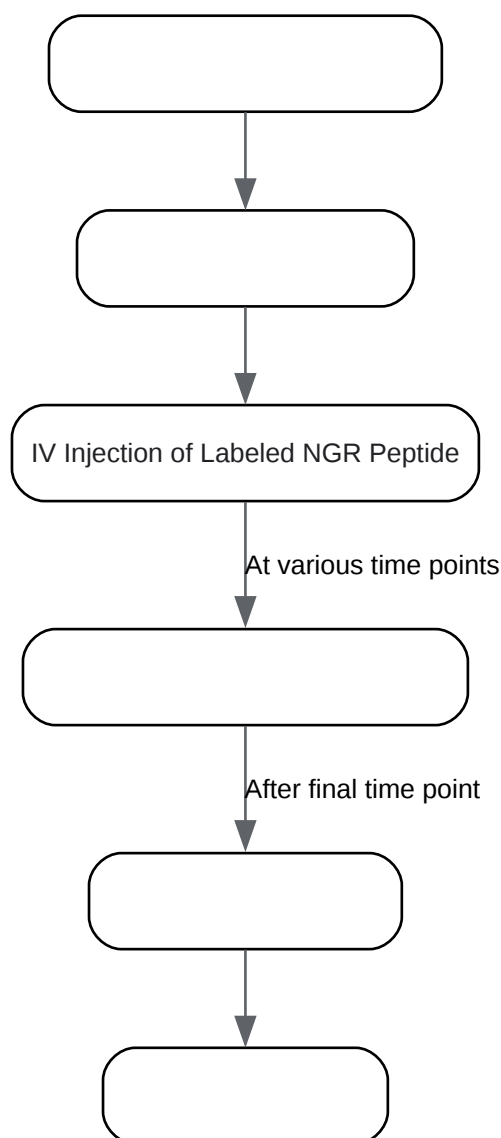 IV Injection of Labeled NGR Peptide
At various time points
After final time point